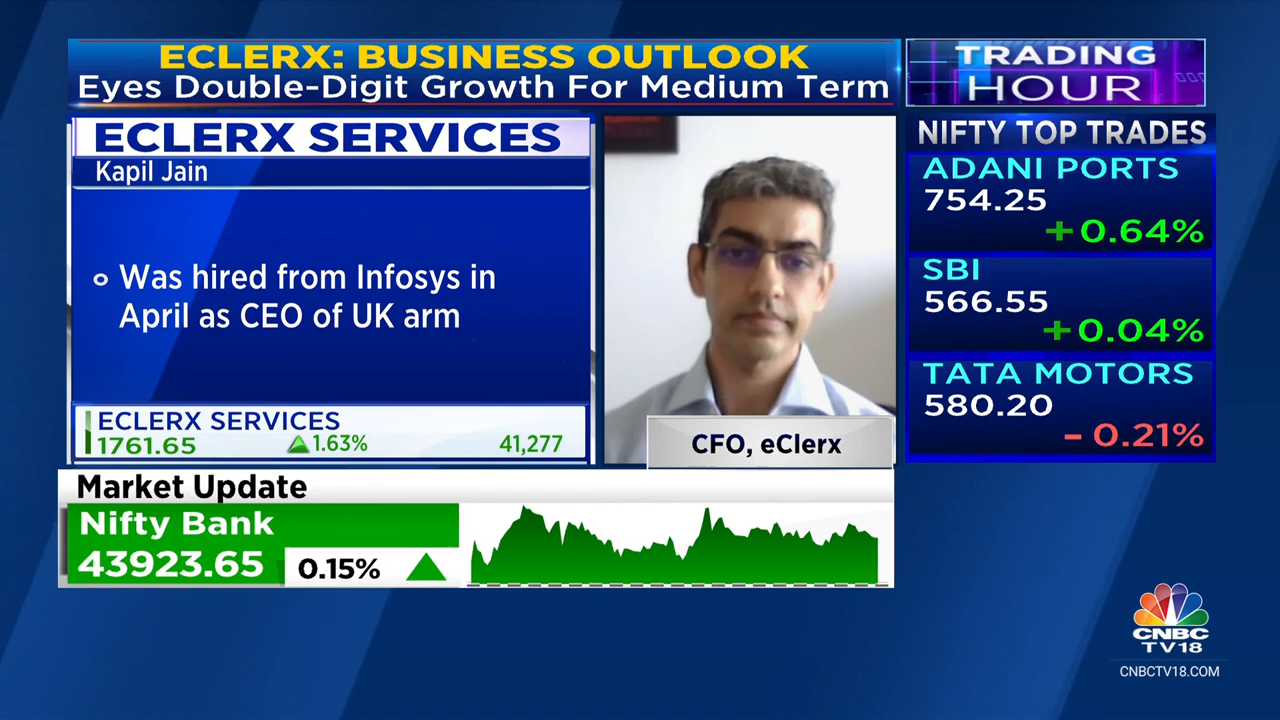 ECLERX: BUSINESS OUTLOOK
Eyes Double-Digit Growth For Medium Term
TRADING
HOUR
ECLERX SERVICES
Kapil Jain
Was hired from Infosys in
April as CEO of UK arm
ECLERX SERVICES
1761.65 1.63% 41,277
CFO, eClerx
NIFTY TOP TRADES
ADANI PORTS
754.25
+0.64%
SBI
566.55
+0.04%
TATA MOTORS
580.20
-0.21%
Market Update
Nifty Bank
43923.65 0.15%
CNBC
TV18
CNBCTV18.COM